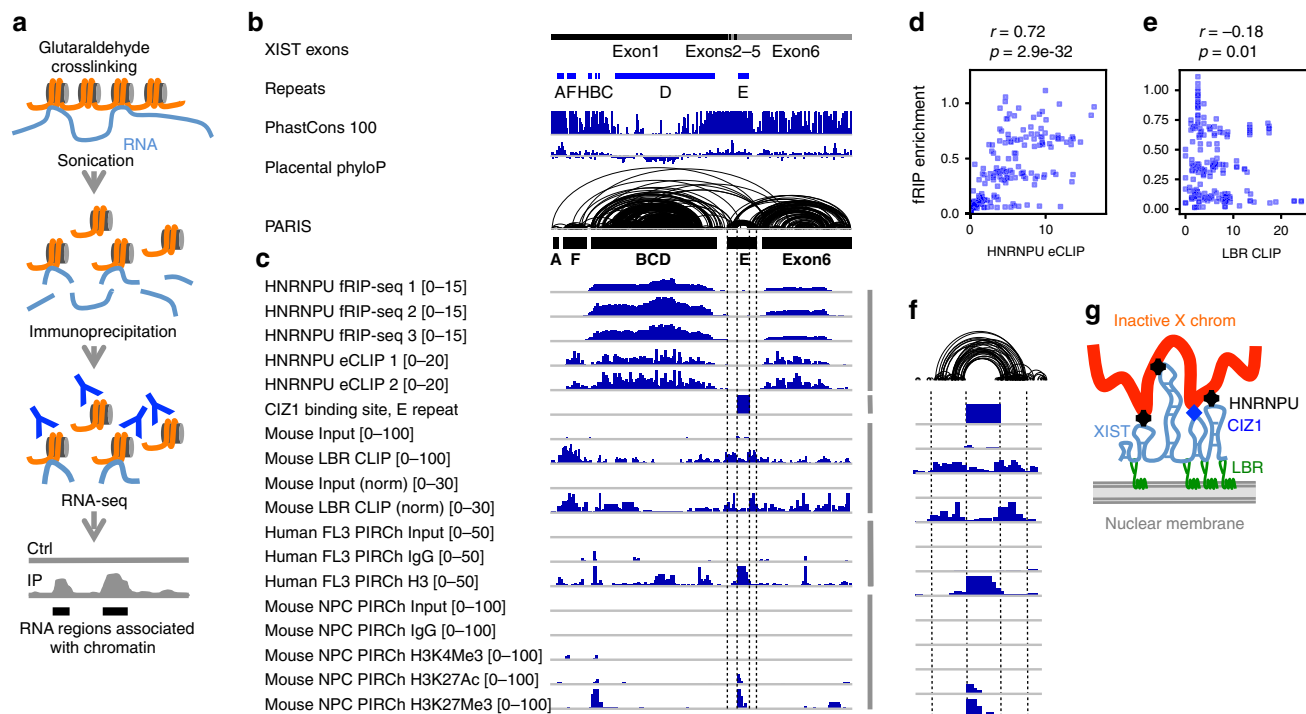 a
Glutaraldehyde
crosslinking
RNA
Sonication
Immunoprecipitation
RNA-seq
Ctrl
IP
RNA regions associated
with chromatin
b
XIST exons
Exon1
Exons2–5
Exon6
Repeats
A F H B C D E
PhastCons 100
Placental phyloP
PARIS
A F BCD E Exon6
c
HNRNPU fRIP-seq 1 [0–15]
HNRNPU fRIP-seq 2 [0–15]
HNRNPU fRIP-seq 3 [0–15]
HNRNPU eCLIP 1 [0–20]
HNRNPU eCLIP 2 [0–20]
CIZ1 binding site, E repeat
Mouse Input [0–100]
Mouse LBR CLIP [0–100]
Mouse Input (norm) [0–30]
Mouse LBR CLIP (norm) [0–30]
Human FL3 PIRCh Input [0–50]
Human FL3 PIRCh IgG [0–50]
Human FL3 PIRCh H3 [0–50]
Mouse NPC PIRCh Input [0–100]
Mouse NPC PIRCh IgG [0–100]
Mouse NPC PIRCh H3K4Me3 [0–100]
Mouse NPC PIRCh H3K27Ac [0–100]
Mouse NPC PIRCh H3K27Me3 [0–100]
d
r = 0.72
p = 2.9e-32
fRIP enrichment
1.0
0.5
0.0
0 10
HNRNPU eCLIP
e
r = –0.18
p = 0.01
1.00
0.75
0.50
0.25
0.00
0 10 20
LBR CLIP
f
g
Inactive X chrom
HNRNPU
CIZ1
XIST
LBR
Nuclear membrane